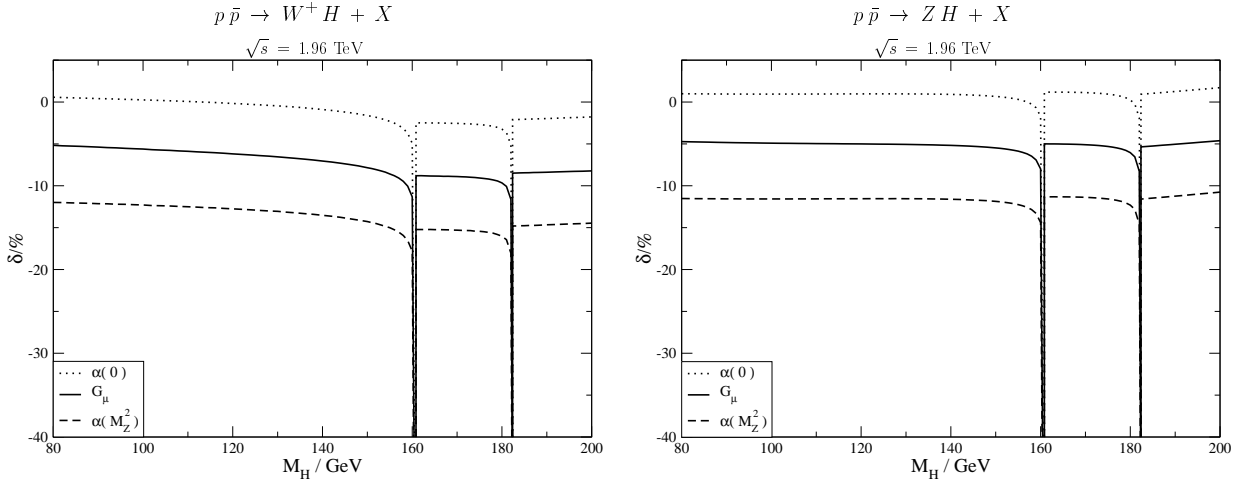 p p̄ → W⁺ H + X
√s = 1.96 TeV
δ/%
0
-10
-20
-30
-40
α(0)
G_μ
α(M_Z²)
80 100 120 140 160 180 200
M_H / GeV
p p̄ → Z H + X
√s = 1.96 TeV
δ/%
0
-10
-20
-30
-40
α(0)
G_μ
α(M_Z²)
80 100 120 140 160 180 200
M_H / GeV